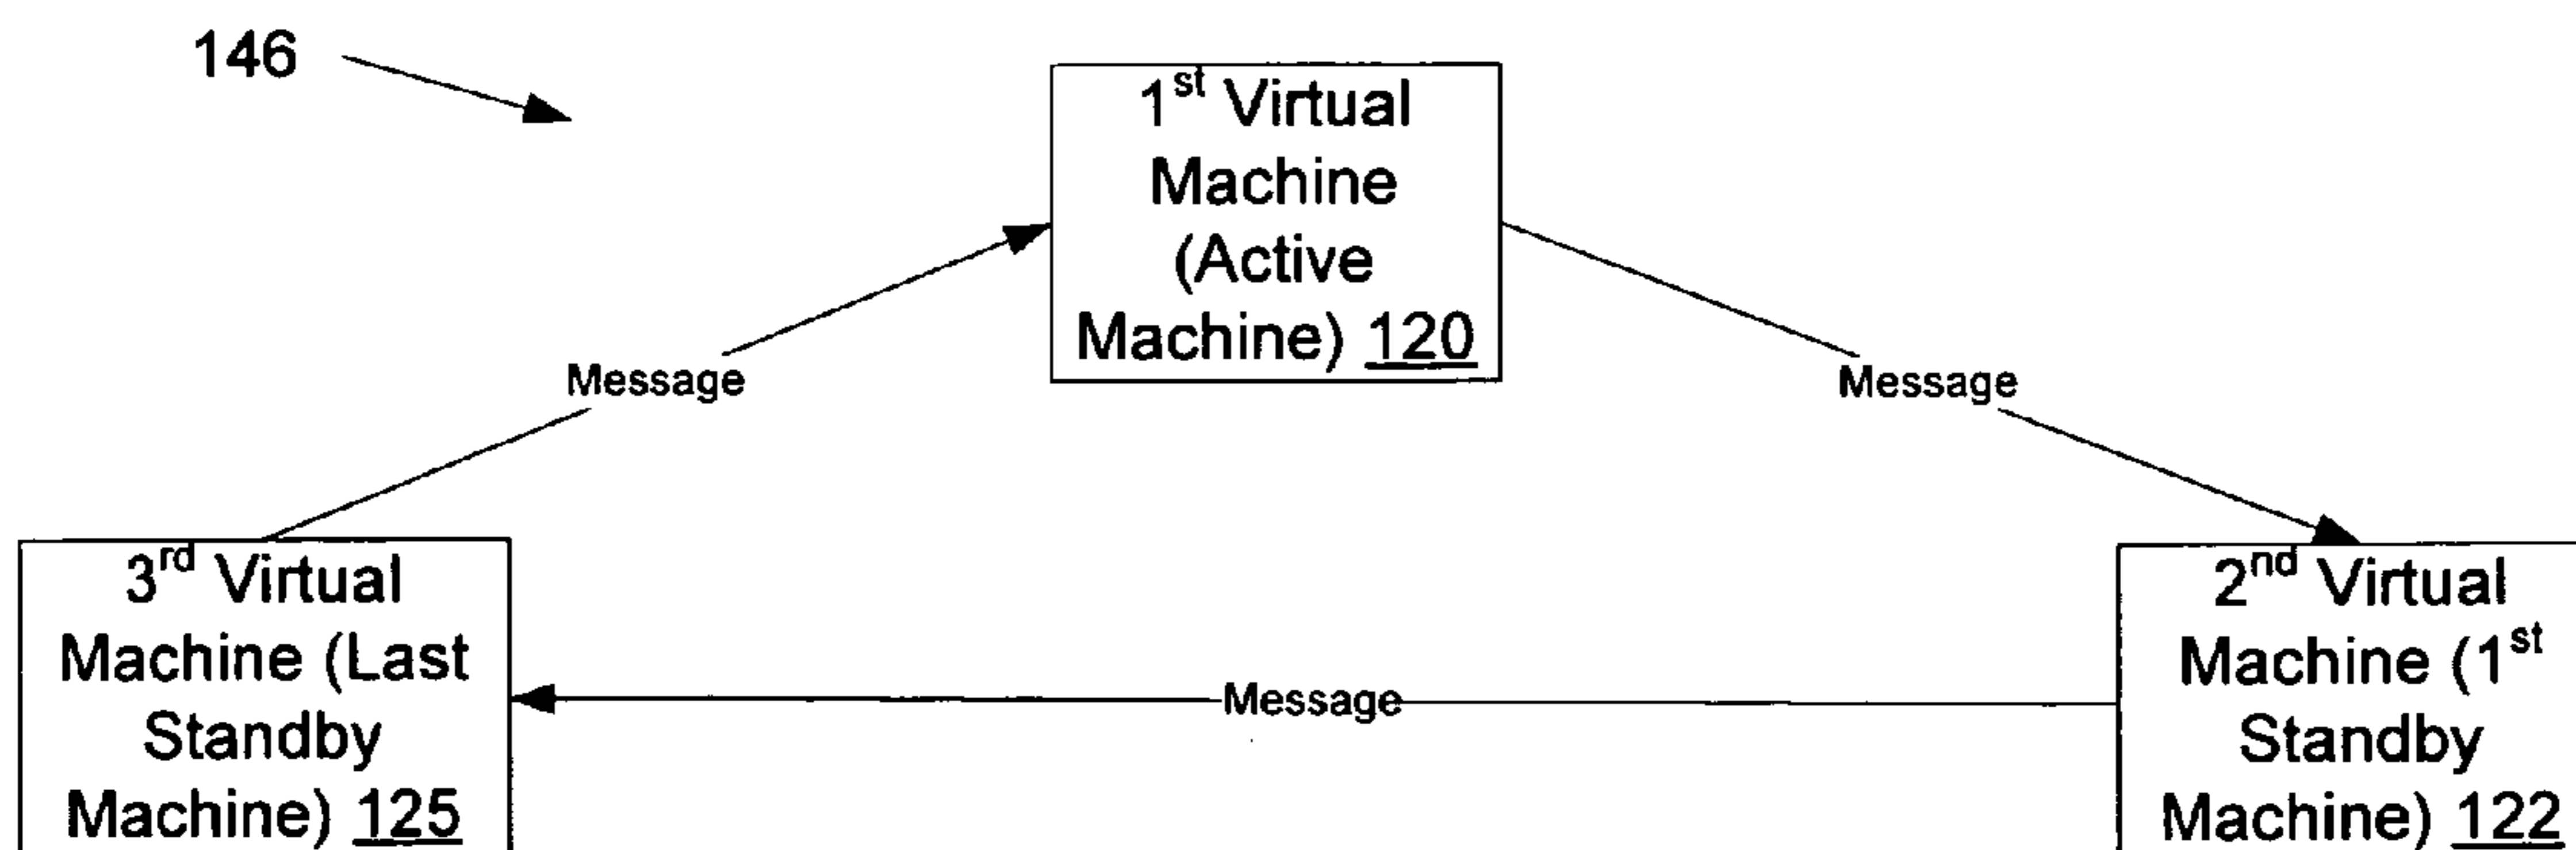 146
1st Virtual
Machine
(Active
Machine) 120
Message
Message
3rd Virtual
Machine (Last
Standby
Machine) 125
Message
2nd Virtual
Machine (1st
Standby
Machine) 122